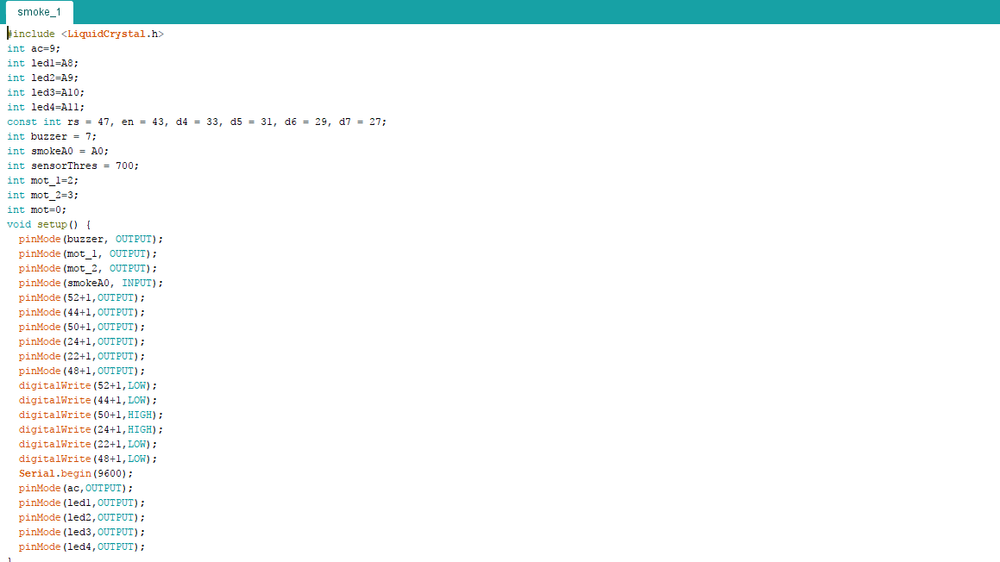 smoke_1
#include <LiquidCrystal.h>
int ac=9;
int led1=A8;
int led2=A9;
int led3=A10;
int led4=A11;
const int rs = 47, en = 43, d4 = 33, d5 = 31, d6 = 29, d7 = 27;
int buzzer = 7;
int smokeA0 = A0;
int sensorThres = 700;
int mot_1=2;
int mot_2=3;
int mot=0;
void setup() {
  pinMode(buzzer, OUTPUT);
  pinMode(mot_1, OUTPUT);
  pinMode(mot_2, OUTPUT);
  pinMode(smokeA0, INPUT);
  pinMode(52+1,OUTPUT);
  pinMode(44+1,OUTPUT);
  pinMode(50+1,OUTPUT);
  pinMode(24+1,OUTPUT);
  pinMode(22+1,OUTPUT);
  pinMode(48+1,OUTPUT);
  digitalWrite(52+1,LOW);
  digitalWrite(44+1,LOW);
  digitalWrite(50+1,HIGH);
  digitalWrite(24+1,HIGH);
  digitalWrite(22+1,LOW);
  digitalWrite(48+1,LOW);
  Serial.begin(9600);
  pinMode(ac,OUTPUT);
  pinMode(led1,OUTPUT);
  pinMode(led2,OUTPUT);
  pinMode(led3,OUTPUT);
  pinMode(led4,OUTPUT);
}